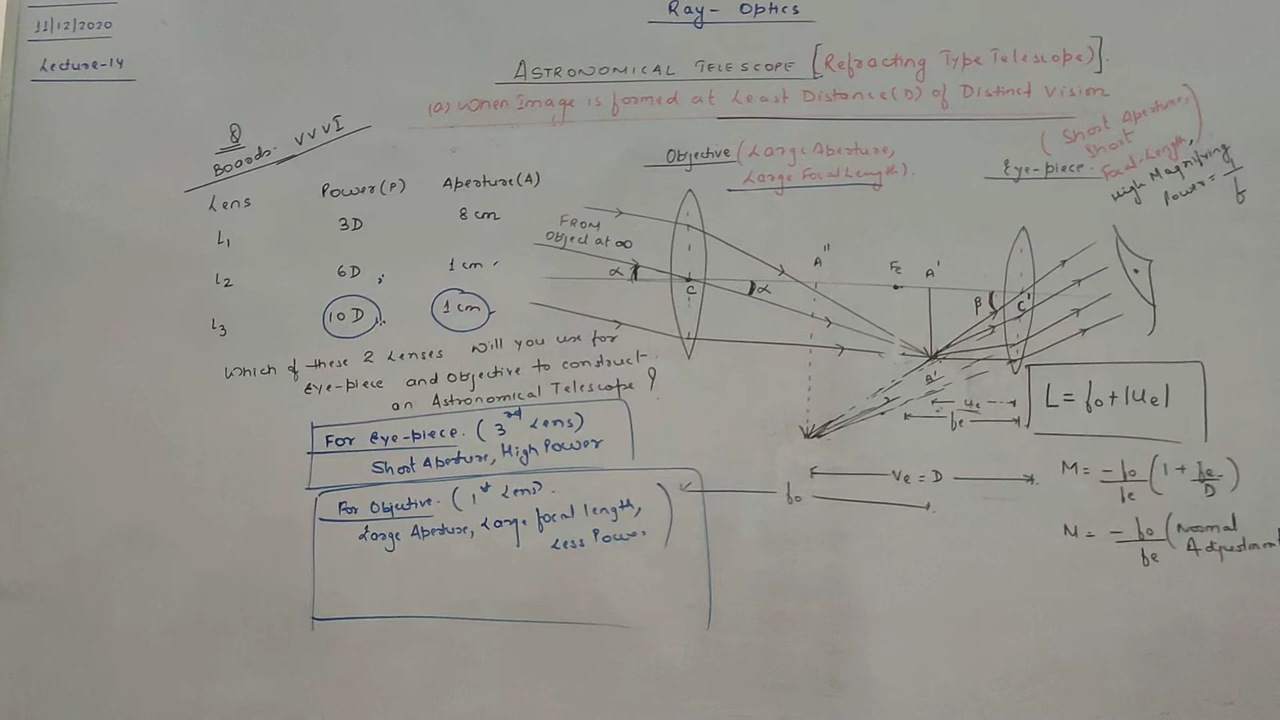 Ray- Optics
11/12/2020
Lecture-14
ASTRONOMICAL TELESCOPE [Refracting Type Telescope)].
(a) When Image is formed at Least Distance(D) of Distinct Vision
Q
Booods. VVVI
Lens Power(P) Aperture(A)
L1 3D 8 cm
L2 6D, 1 cm.
L3 10 D, 1 cm
Which of these 2 Lenses Will you use for
Eye-piece and Objective to construct
an Astronomical Telescope ?
For eye-piece. (3rd Lens)
Short Aperture, High Power
For Objective. (1st Lens).
Large Aperture, Large focal length,
Less Power
Objective (Large Aperture,
Large Focal Length).
Eye-piece.
(Short Aperture,
Short
Focal-Length,)
High Magnifying
Power = 1/f
FROM
Object at ∞
α
C
α
A"
Fe
A'
β
C'
B'
ue
fe
ve = D
fo
L = fo + |ue|
M = -fo/fe (1 + fe/D)
M = -fo/fe (Normal
Adjustmen